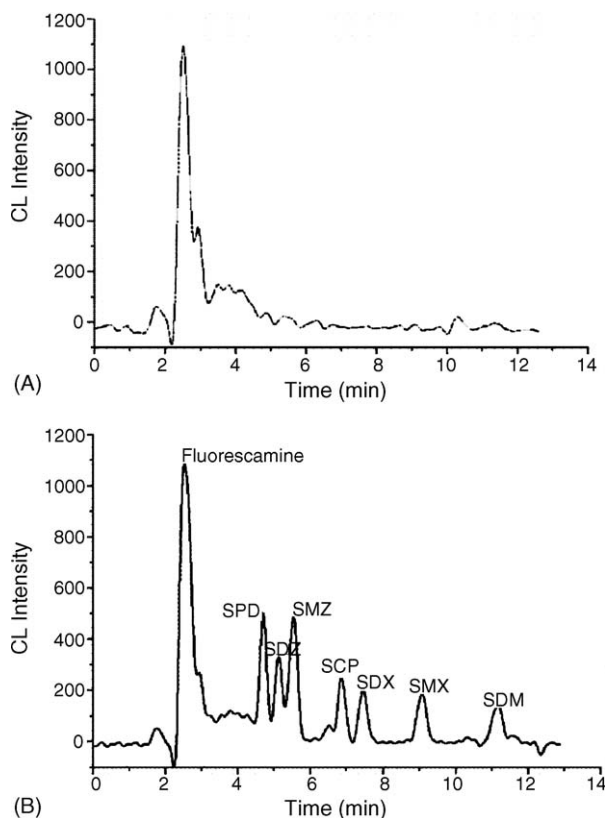 1200
1000
800
600
400
200
0
CL Intensity
0 2 4 6 8 10 12 14
Time (min)
(A)
1200
1000
800
600
400
200
0
CL Intensity
Fluorescamine
SPD
SDZ
SMZ
SCP
SDX
SMX
SDM
0 2 4 6 8 10 12 14
Time (min)
(B)